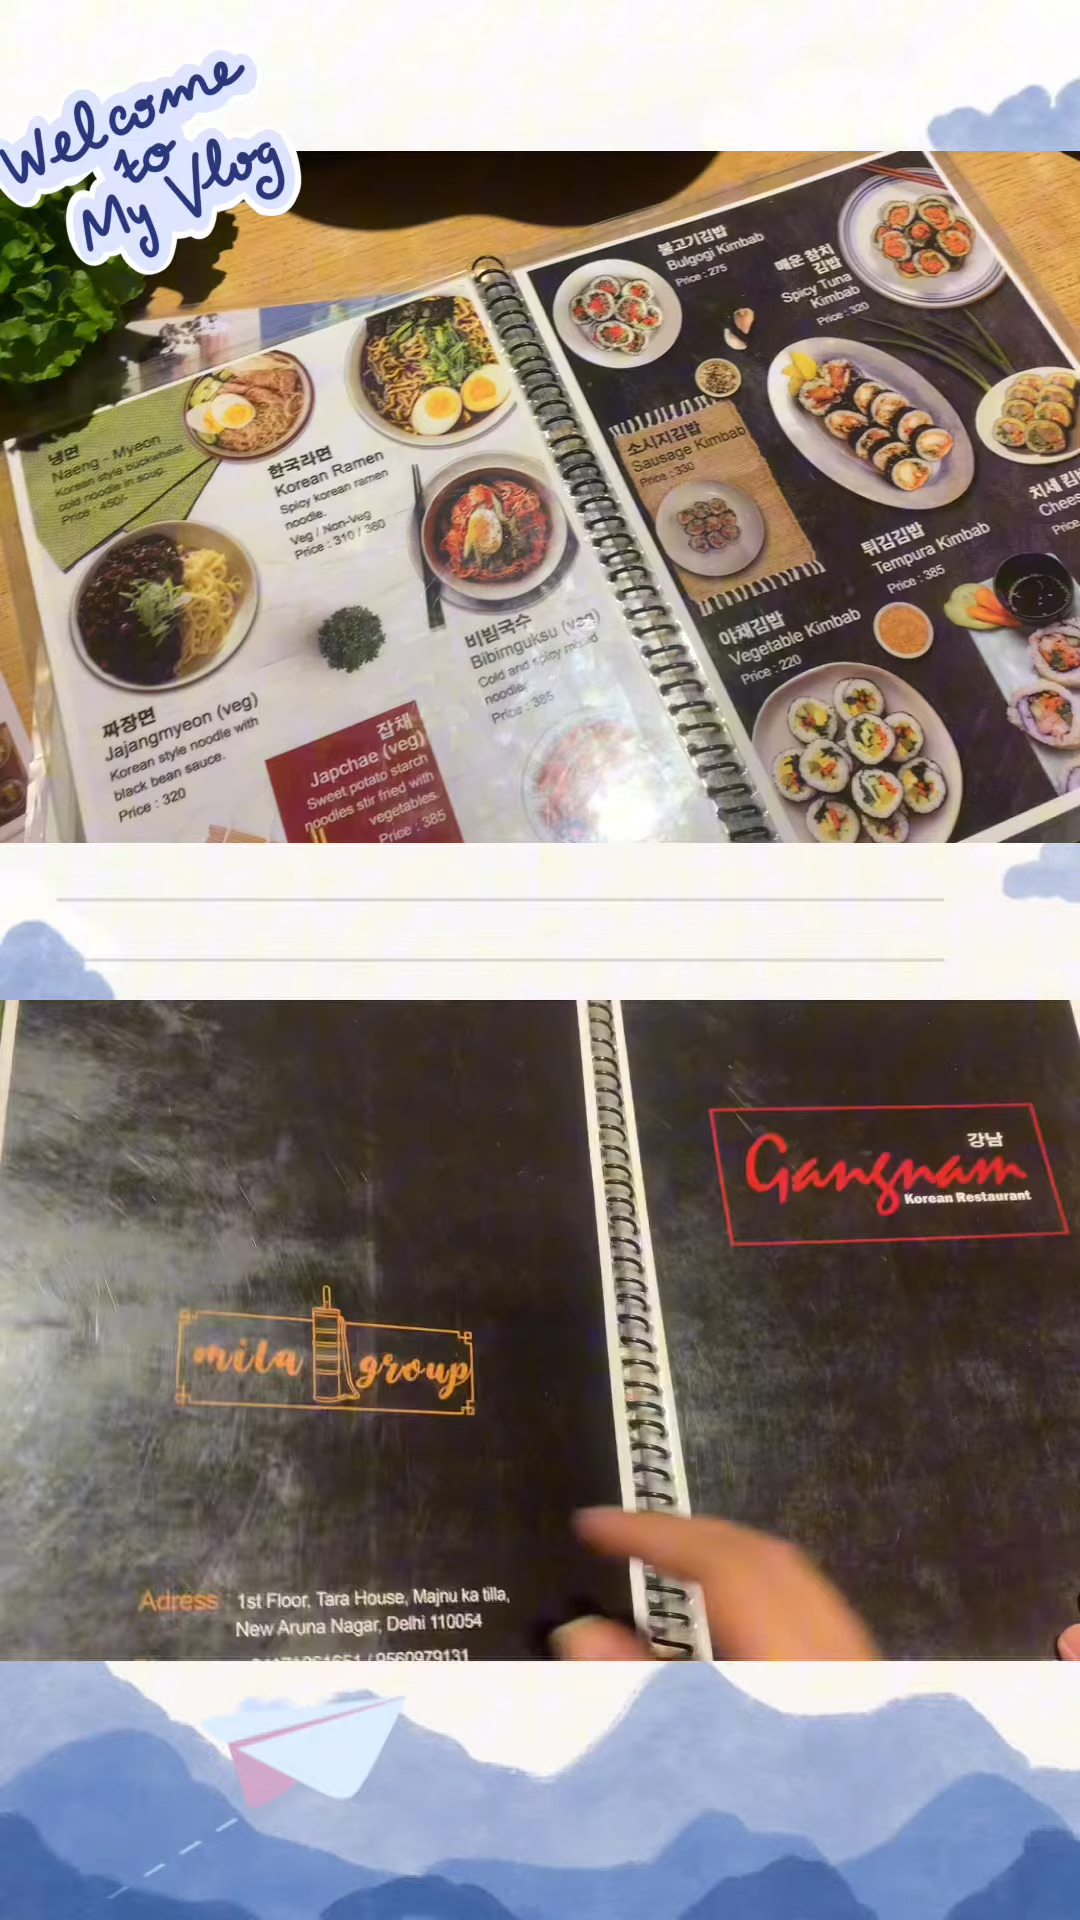 Welcome
to
My Vlog
냉면
Naeng - Myeon
Korean style buckwheat
cold noodle in soup.
Price : 450/-
한국라면
Korean Ramen
Spicy korean ramen
noodle.
Veg / Non-Veg
Price : 310 / 360
짜장면
Jajangmyeon (veg)
Korean style noodle with
black bean sauce.
Price : 320
잡채
Japchae (veg)
Sweet potato starch
noodles stir fried with
vegetables.
Price : 385
비빔국수
Bibimguksu (veg)
Cold and spicy mixed
noodle.
Price : 385
불고기김밥
Bulgogi Kimbab
Price : 275
매운 참치
김밥
Spicy Tuna
Kimbab
Price : 320
소시지김밥
Sausage Kimbab
Price : 330
튀김김밥
Tempura Kimbab
Price : 385
치세
Chees
Price
야채김밥
Vegetable Kimbab
Price : 220
mila group
Adress : 1st Floor, Tara House, Majnu ka tilla,
New Aruna Nagar, Delhi 110054
/ 9560979131
강남
Gangnam
Korean Restaurant